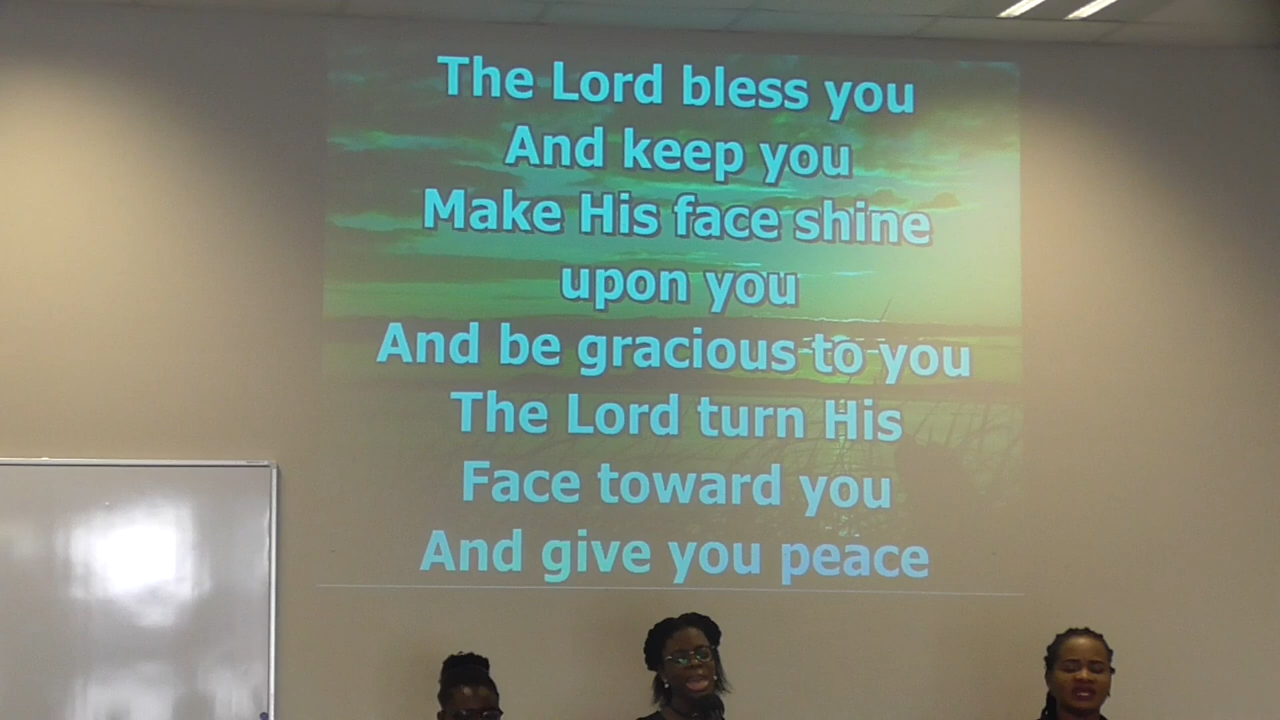 The Lord bless you
And keep you
Make His face shine
upon you
And be gracious to you
The Lord turn His
Face toward you
And give you peace